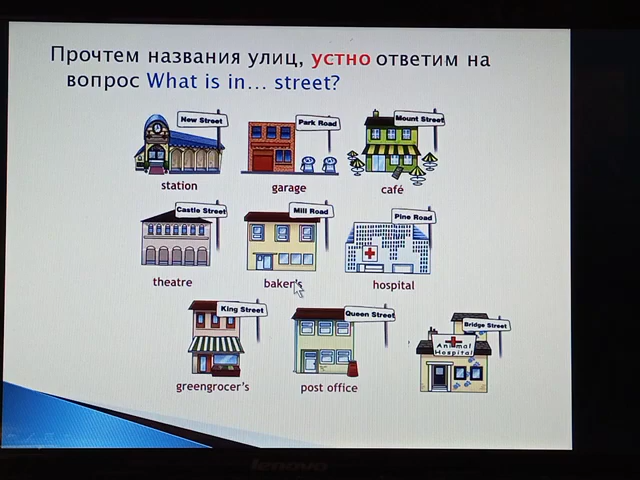 Прочтем названия улиц, устно ответим на
вопрос What is in... street?
New Street
Park Road
Mount Street
station
garage
café
Castle Street
Mill Road
Pine Road
theatre
baker's
hospital
King Street
Queen Street
Bridge Street
Animal
Hospital
greengrocer's
post office
lenovo